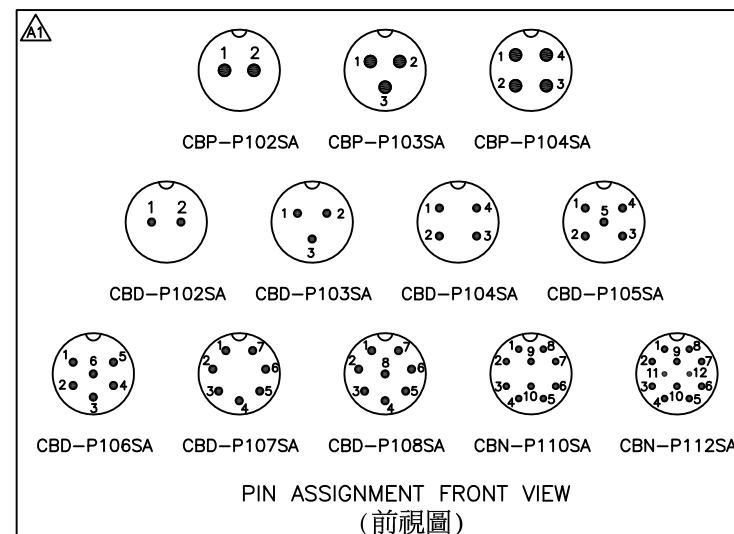 A1
1 2
1 2
3
1 4
2 3
CBP-P102SA CBP-P103SA CBP-P104SA
1 2
1 2
3
1 4
2 3
1 4
5
2 3
CBD-P102SA CBD-P103SA CBD-P104SA CBD-P105SA
1 6 5
2 4
3
1 7
2 6
3 5
4
1 7
2 8 6
3 5
4
1 9 8
2 7
3 10 6
4 5
1 9 8
2 7
11 12
3 10 6
4 5
CBD-P106SA CBD-P107SA CBD-P108SA CBN-P110SA CBN-P112SA
PIN ASSIGNMENT FRONT VIEW
(前視圖)